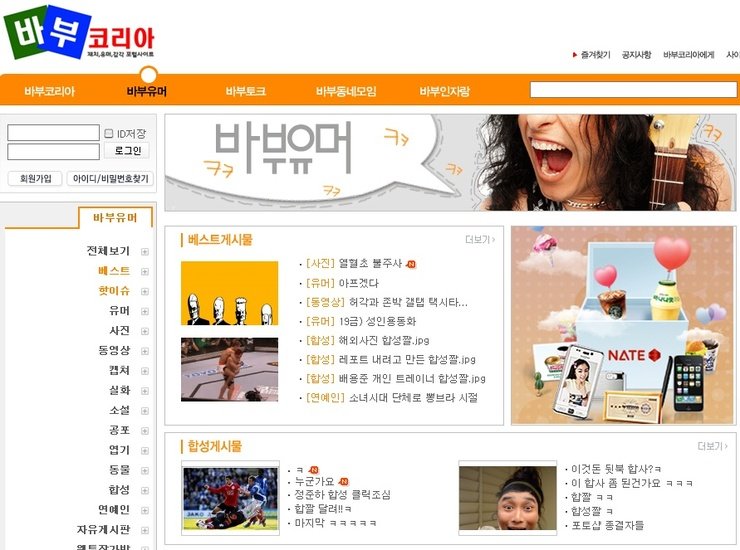 바부코리아
재치,유머,감각 포털사이트
즐겨찾기 공지사항 바부코리아에게 사이
바부코리아 바부유머 바부토크 바부동네모임 바부인자랑
ID저장
로그인
회원가입 아이디/비밀번호찾기
바부유머
ㅋㅋ ㅋㅋ ㅋㅋ ㅋㅋ ㅋㅋ
바부유머
전체보기
베스트
핫이슈
유머
사진
동영상
캡쳐
실화
소설
공포
엽기
동물
합성
연예인
자유게시판
베스트게시물
더보기
[사진] 열혈초 불주사
[유머] 아프겠다
[동영상] 허각과 존박 갤탭 택시타...
[유머] 19금) 성인용동화
[합성] 해외사진 합성짤.jpg
[합성] 레포트 내려고 만든 합성짤.jpg
[합성] 배용준 개인 트레이너 합성짤.jpg
[연예인] 소녀시대 단체로 뽕브라 시절
NATE
합성게시물
더보기
ㅋ
누군가요
정준하 합성 클릭조심
합짤 달려!!ㅋ
마지막 ㅋㅋㅋㅋㅋ
이것돈 뒷북 합사?ㅋ
이 합사 좀 된건가요 ㅋㅋㅋ
합짤 ㅋㅋ
합성짤 ㅋ
포토샵 종결자들
JAKO